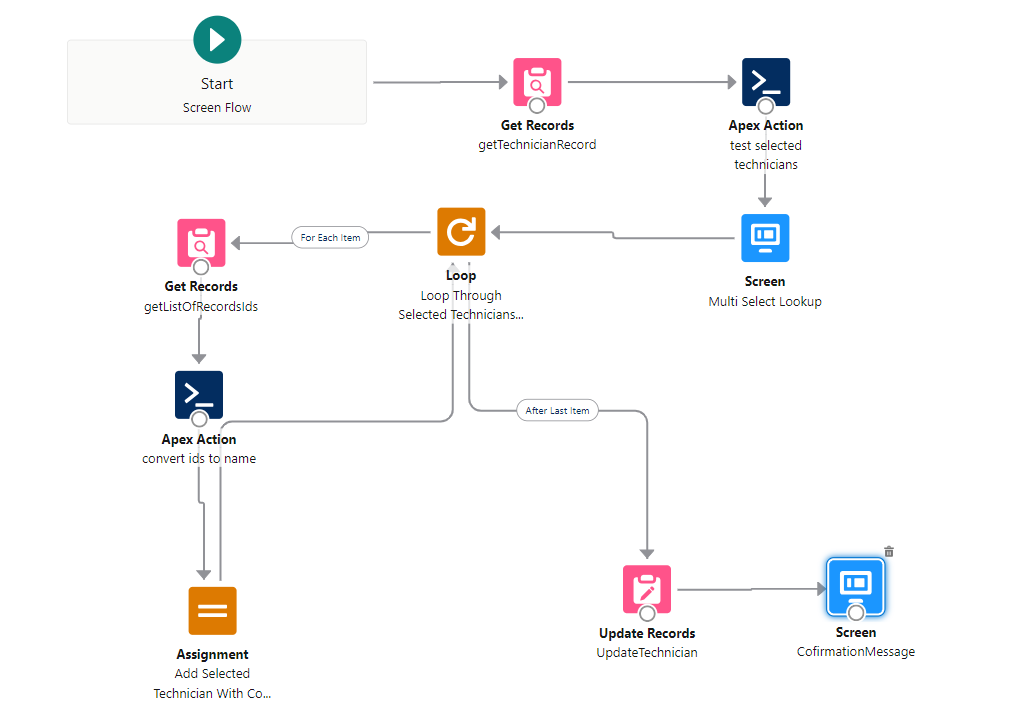 Start
Screen Flow
Get Records
getTechnicianRecord
Apex Action
test selected
technicians
Screen
Multi Select Lookup
Loop
Loop Through
Selected Technicians...
For Each Item
Get Records
getListOfRecordsIds
Apex Action
convert ids to name
Assignment
Add Selected
Technician With Co...
After Last Item
Update Records
UpdateTechnician
Screen
CofirmationMessage